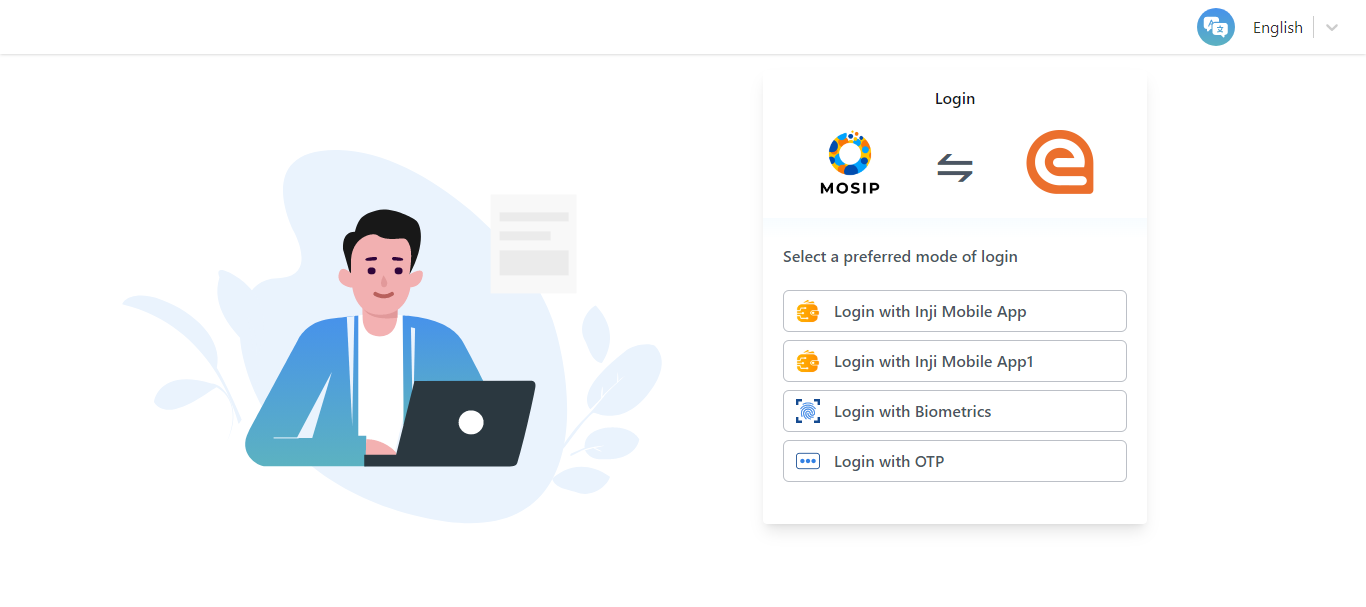 English
Login
MOSIP
Select a preferred mode of login
Login with Inji Mobile App
Login with Inji Mobile App1
Login with Biometrics
Login with OTP